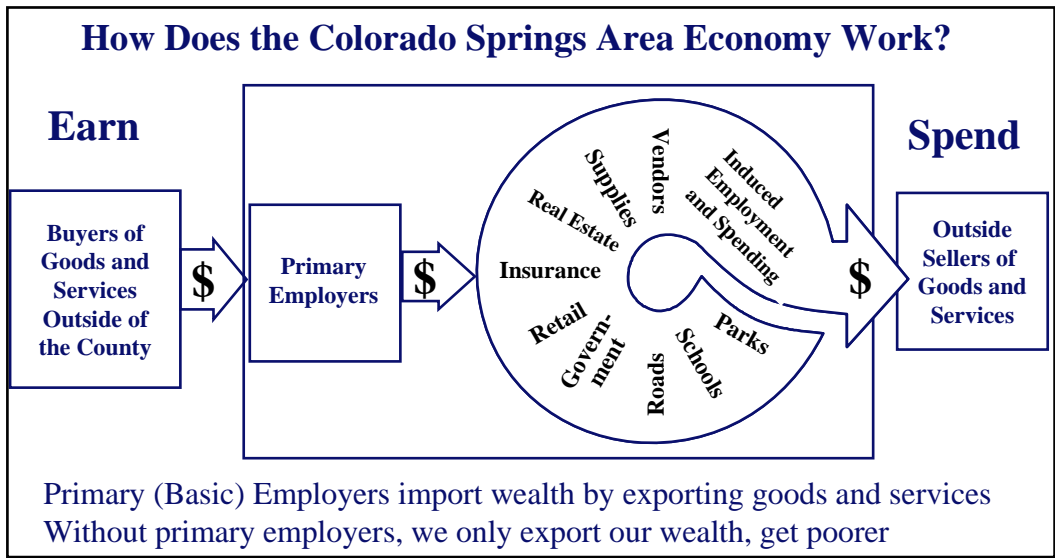 How Does the Colorado Springs Area Economy Work?
Earn
Spend
Buyers of
Goods and
Services
Outside of
the County
$
Primary
Employers
$
Vendors
Supplies
Real Estate
Insurance
Retail
Govern-
ment
Roads
Schools
Parks
Induced
Employment
and Spending
$
Outside
Sellers of
Goods and
Services
Primary (Basic) Employers import wealth by exporting goods and services
Without primary employers, we only export our wealth, get poorer